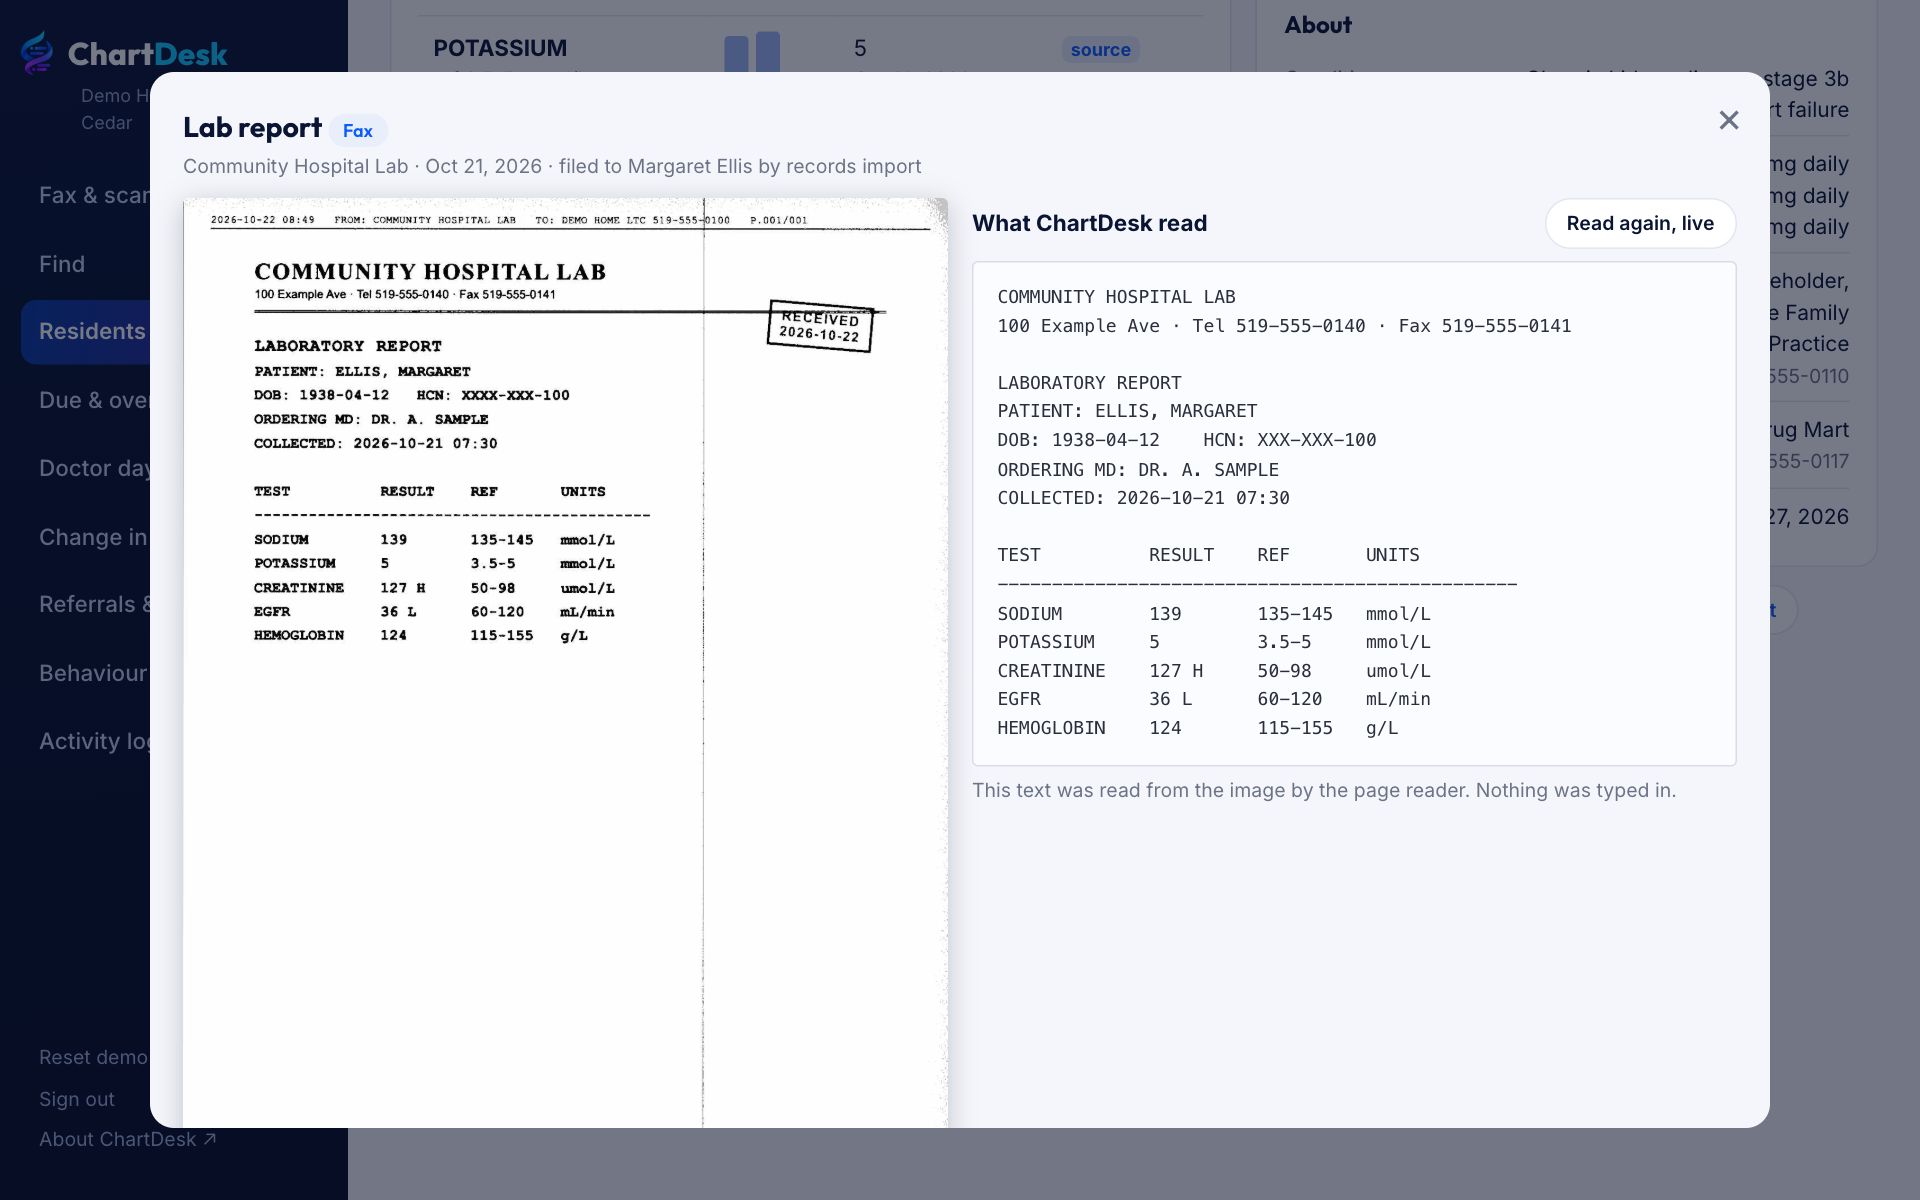 ChartDesk
Demo H
Cedar
Fax & scan
Find
Residents
Due & over
Doctor day
Change in
Referrals &
Behaviour
Activity log
Reset demo
Sign out
About ChartDesk ↗
POTASSIUM
5
source
About
stage 3b
rt failure
mg daily
mg daily
mg daily
eholder,
e Family
Practice
555-0110
rug Mart
555-0117
27, 2026
t
Lab report Fax
Community Hospital Lab · Oct 21, 2026 · filed to Margaret Ellis by records import
2026-10-22 08:49 FROM: COMMUNITY HOSPITAL LAB TO: DEMO HOME LTC 519-555-0100 P.001/001
COMMUNITY HOSPITAL LAB
100 Example Ave · Tel 519-555-0140 · Fax 519-555-0141
RECEIVED
2026-10-22
LABORATORY REPORT
PATIENT: ELLIS, MARGARET
DOB: 1938-04-12 HCN: XXXX-XXX-100
ORDERING MD: DR. A. SAMPLE
COLLECTED: 2026-10-21 07:30
TEST RESULT REF UNITS
--------------------------------------------
SODIUM 139 135-145 mmol/L
POTASSIUM 5 3.5-5 mmol/L
CREATININE 127 H 50-98 umol/L
EGFR 36 L 60-120 mL/min
HEMOGLOBIN 124 115-155 g/L
What ChartDesk read
Read again, live
COMMUNITY HOSPITAL LAB
100 Example Ave · Tel 519-555-0140 · Fax 519-555-0141
LABORATORY REPORT
PATIENT: ELLIS, MARGARET
DOB: 1938-04-12 HCN: XXX-XXX-100
ORDERING MD: DR. A. SAMPLE
COLLECTED: 2026-10-21 07:30
TEST RESULT REF UNITS
------------------------------------------------
SODIUM 139 135-145 mmol/L
POTASSIUM 5 3.5-5 mmol/L
CREATININE 127 H 50-98 umol/L
EGFR 36 L 60-120 mL/min
HEMOGLOBIN 124 115-155 g/L
This text was read from the image by the page reader. Nothing was typed in.